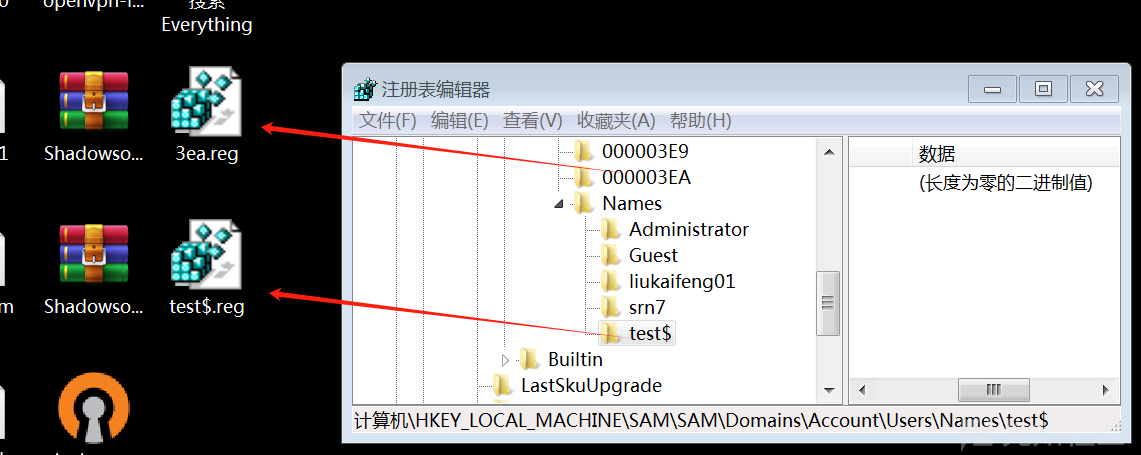 搜索
Everything
Shadowso...
3ea.reg
Shadowso...
test$.reg
注册表编辑器
文件(F) 编辑(E) 查看(V) 收藏夹(A) 帮助(H)
000003E9
000003EA
Names
Administrator
Guest
liukaifeng01
srn7
test$
Builtin
LastSkuUpgrade
数据
(长度为零的二进制值)
计算机\HKEY_LOCAL_MACHINE\SAM\SAM\Domains\Account\Users\Names\test$